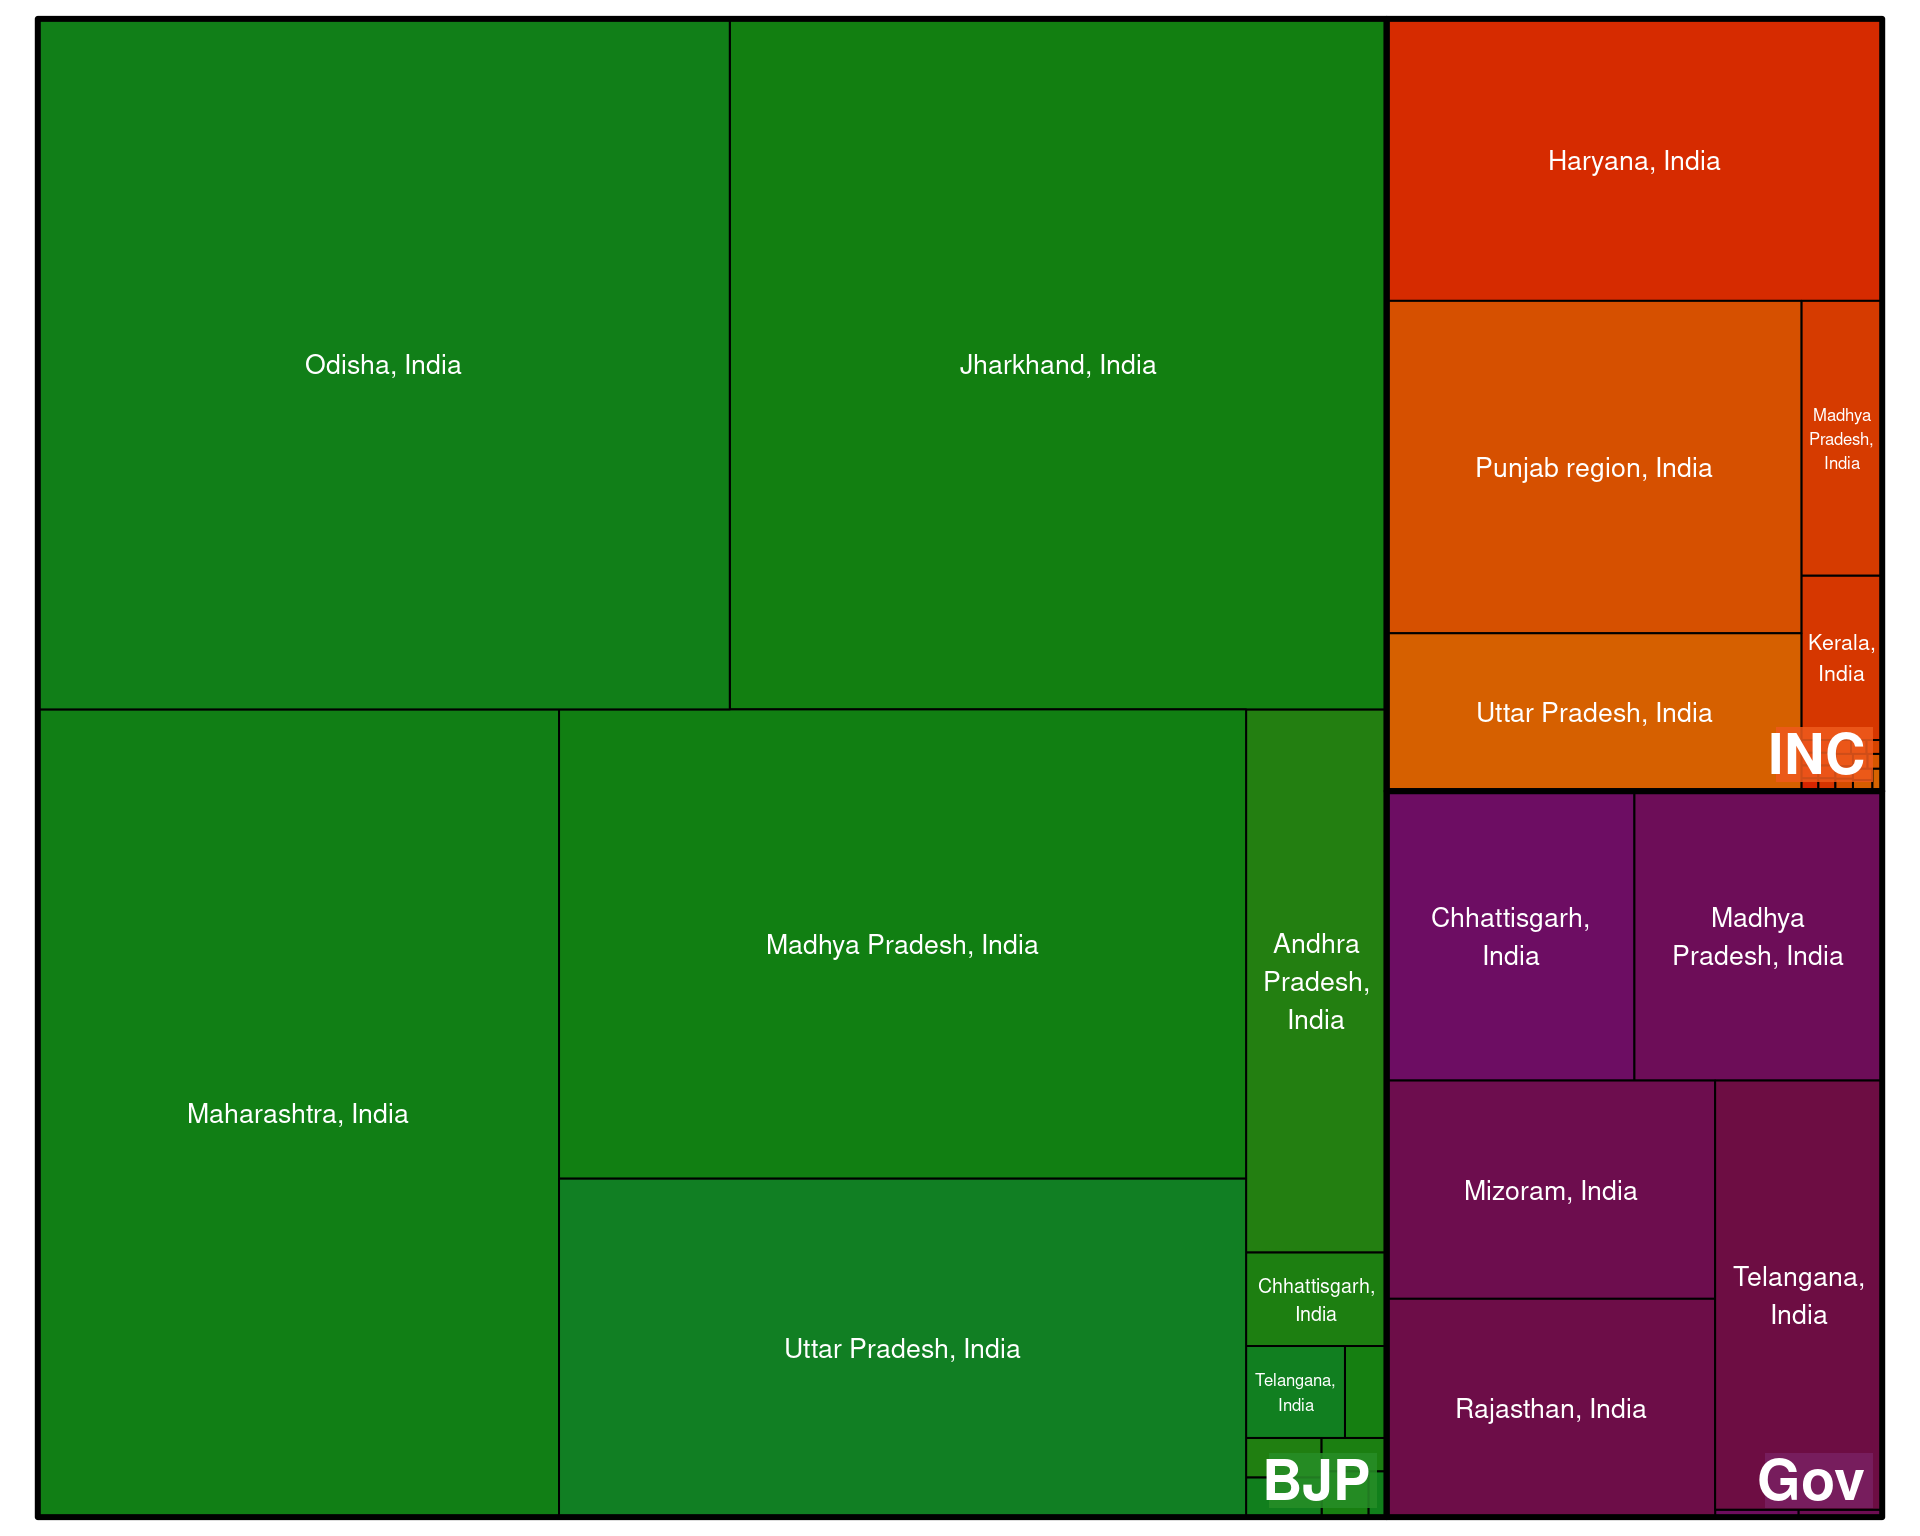 Odisha, India
Jharkhand, India
Maharashtra, India
Madhya Pradesh, India
Uttar Pradesh, India
Andhra
Pradesh,
India
Chhattisgarh,
India
Telangana,
India
BJP
Haryana, India
Punjab region, India
Madhya
Pradesh,
India
Uttar Pradesh, India
Kerala,
India
INC
Chhattisgarh,
India
Madhya
Pradesh, India
Mizoram, India
Rajasthan, India
Telangana,
India
Gov